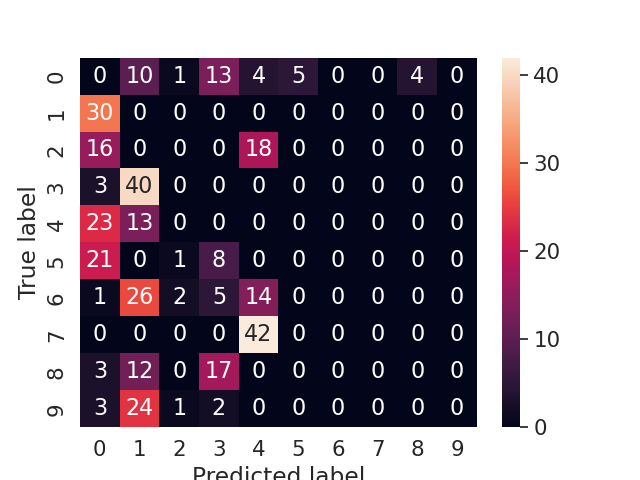 0 0 10 1 13 4 5 0 0 4 0
1 30 0 0 0 0 0 0 0 0 0
2 16 0 0 0 18 0 0 0 0 0
3 3 40 0 0 0 0 0 0 0 0
4 23 13 0 0 0 0 0 0 0 0
5 21 0 1 8 0 0 0 0 0 0
6 1 26 2 5 14 0 0 0 0 0
7 0 0 0 0 42 0 0 0 0 0
8 3 12 0 17 0 0 0 0 0 0
9 3 24 1 2 0 0 0 0 0 0
0 1 2 3 4 5 6 7 8 9
True label
Predicted label
40
30
20
10
0